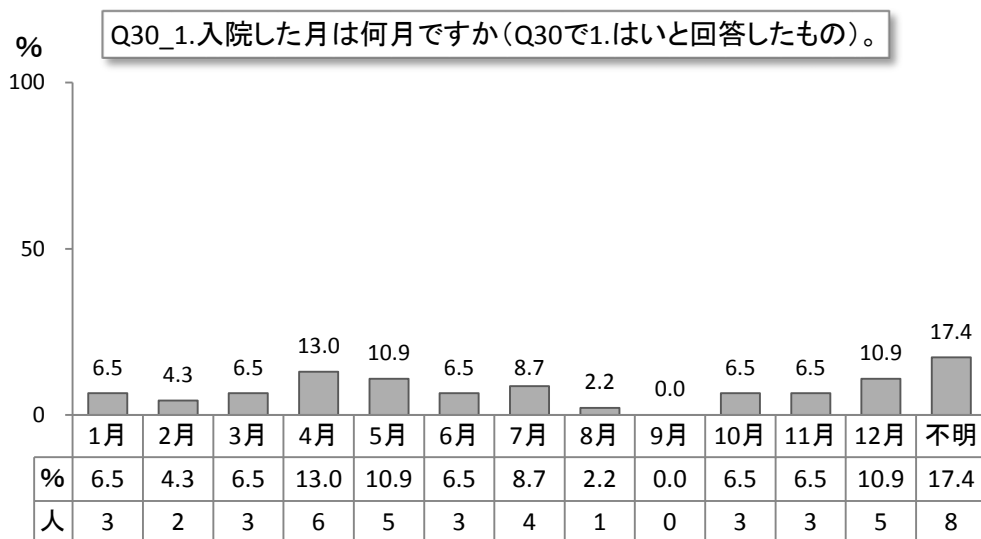 Q30_1.入院した月は何月ですか(Q30で1.はいと回答したもの)。
%
100
50
0
6.5 4.3 6.5 13.0 10.9 6.5 8.7 2.2 0.0 6.5 6.5 10.9 17.4
1月 2月 3月 4月 5月 6月 7月 8月 9月 10月 11月 12月 不明
% 6.5 4.3 6.5 13.0 10.9 6.5 8.7 2.2 0.0 6.5 6.5 10.9 17.4
人 3 2 3 6 5 3 4 1 0 3 3 5 8